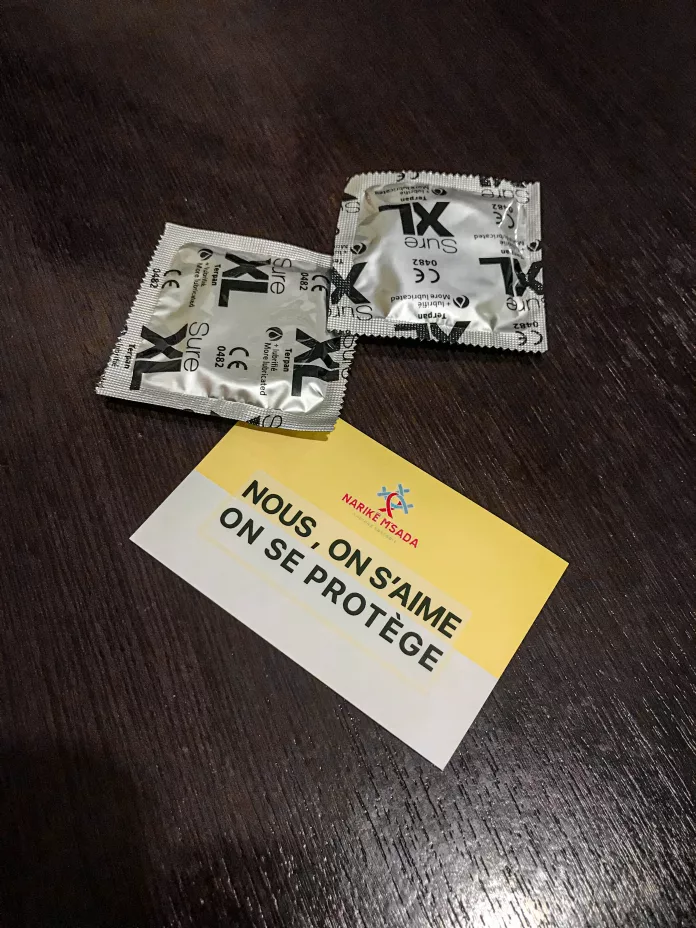 Terpan
+ lubrifié
More lubricated
XL
Sure
CE
0482
Terpan
+ lubrifié
More lubricated
XL
Sure
CE
0482
NARIKÉ M'SADA
NOUS, ON S'AIME
ON SE PROTÈGE